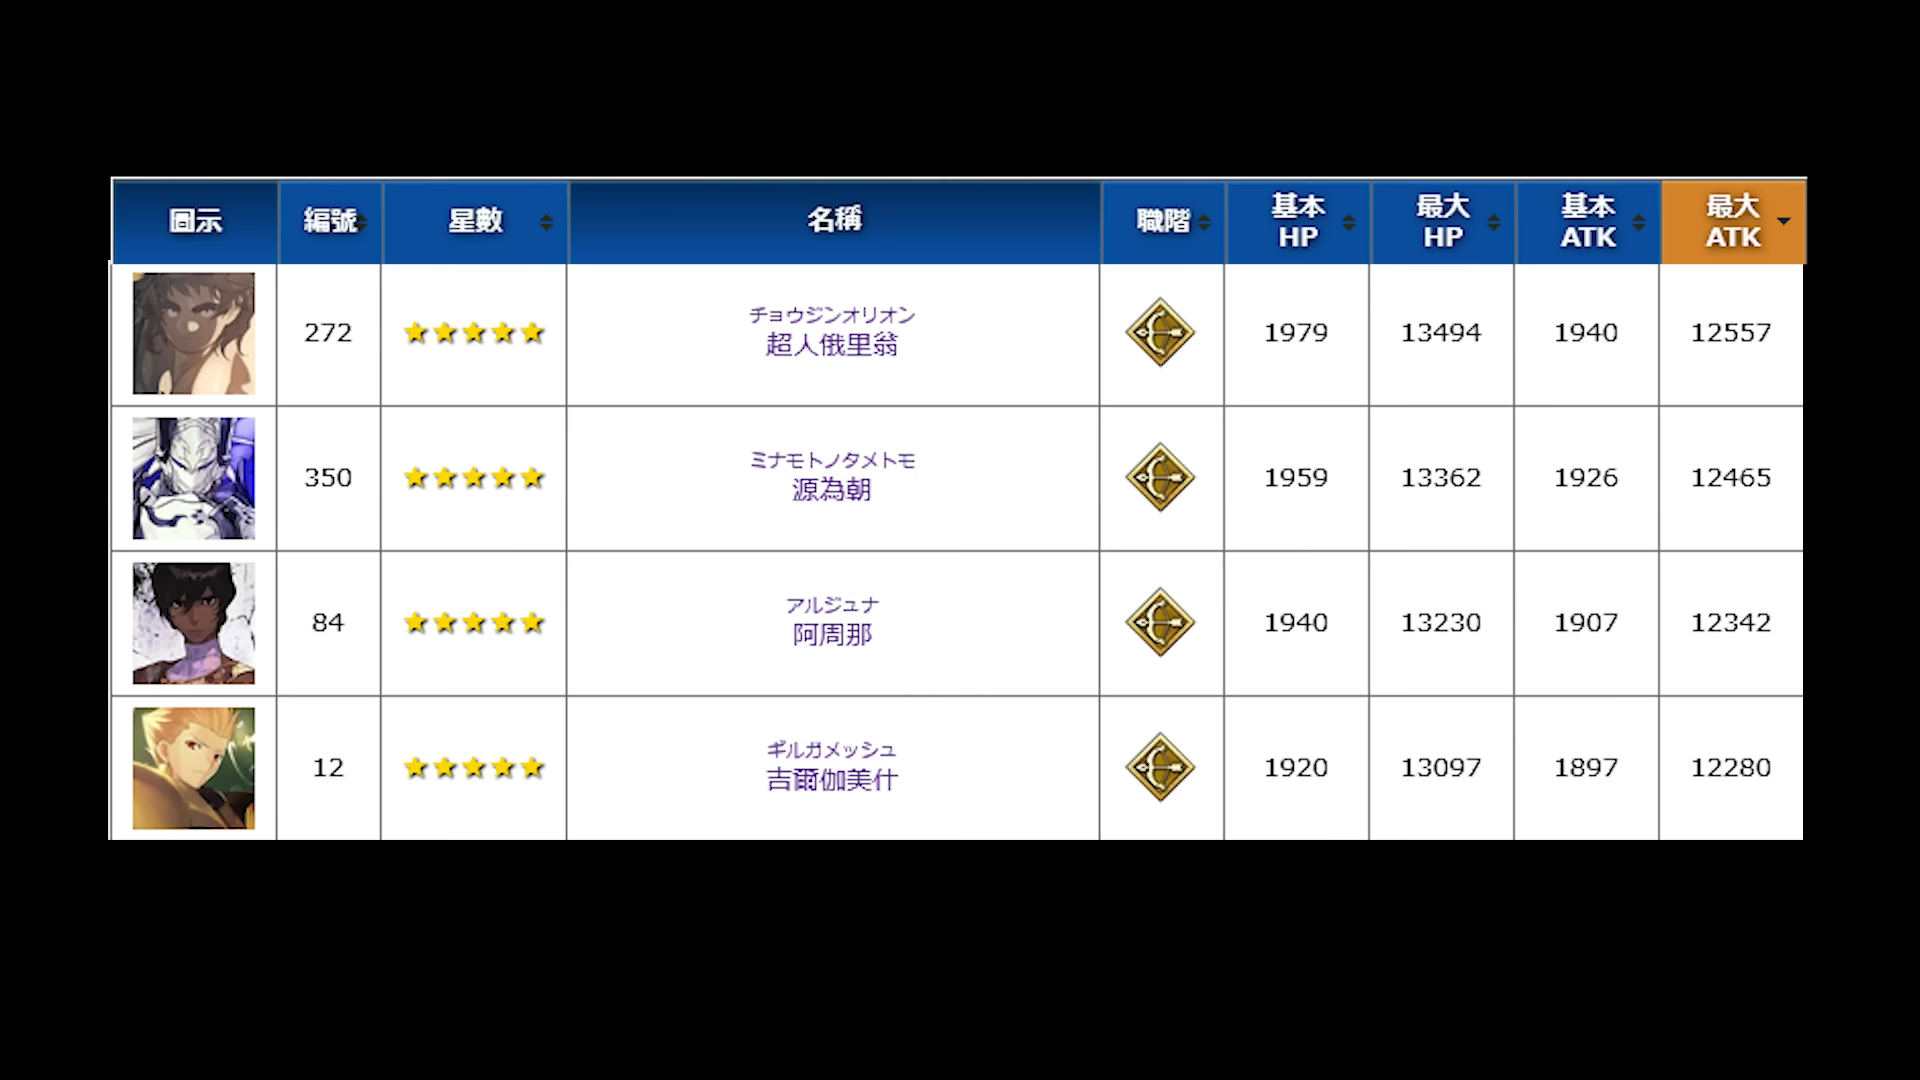 圖示 編號 星數 名稱 職階 基本 HP 最大 HP 基本 ATK 最大 ATK
272 チョウジンオリオン 1979 13494 1940 12557
超人俄里翁
350 ミナモトノタメトモ 1959 13362 1926 12465
源為朝
84 アルジュナ 1940 13230 1907 12342
阿周那
12 ギルガメッシュ 1920 13097 1897 12280
吉爾伽美什